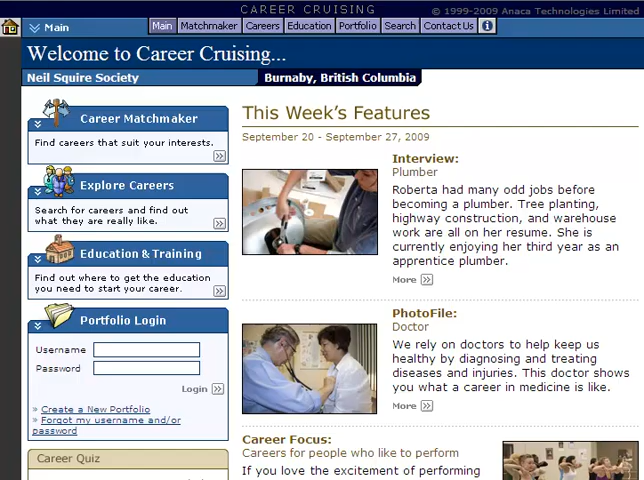 CAREER CRUISING
© 1999-2009 Anaca Technologies Limited
Main
Main Matchmaker Careers Education Portfolio Search Contact Us
Welcome to Career Cruising...
Neil Squire Society
Burnaby, British Columbia
Career Matchmaker
Find careers that suit your interests.
Explore Careers
Search for careers and find out
what they are really like.
Education & Training
Find out where to get the education
you need to start your career.
Portfolio Login
Username
Password
Login
» Create a New Portfolio
» Forgot my username and/or
password
Career Quiz
This Week's Features
September 20 - September 27, 2009
Interview:
Plumber
Roberta had many odd jobs before
becoming a plumber. Tree planting,
highway construction, and warehouse
work are all on her resume. She is
currently enjoying her third year as an
apprentice plumber.
More
PhotoFile:
Doctor
We rely on doctors to help keep us
healthy by diagnosing and treating
diseases and injuries. This doctor shows
you what a career in medicine is like.
More
Career Focus:
Careers for people who like to perform
If you love the excitement of performing